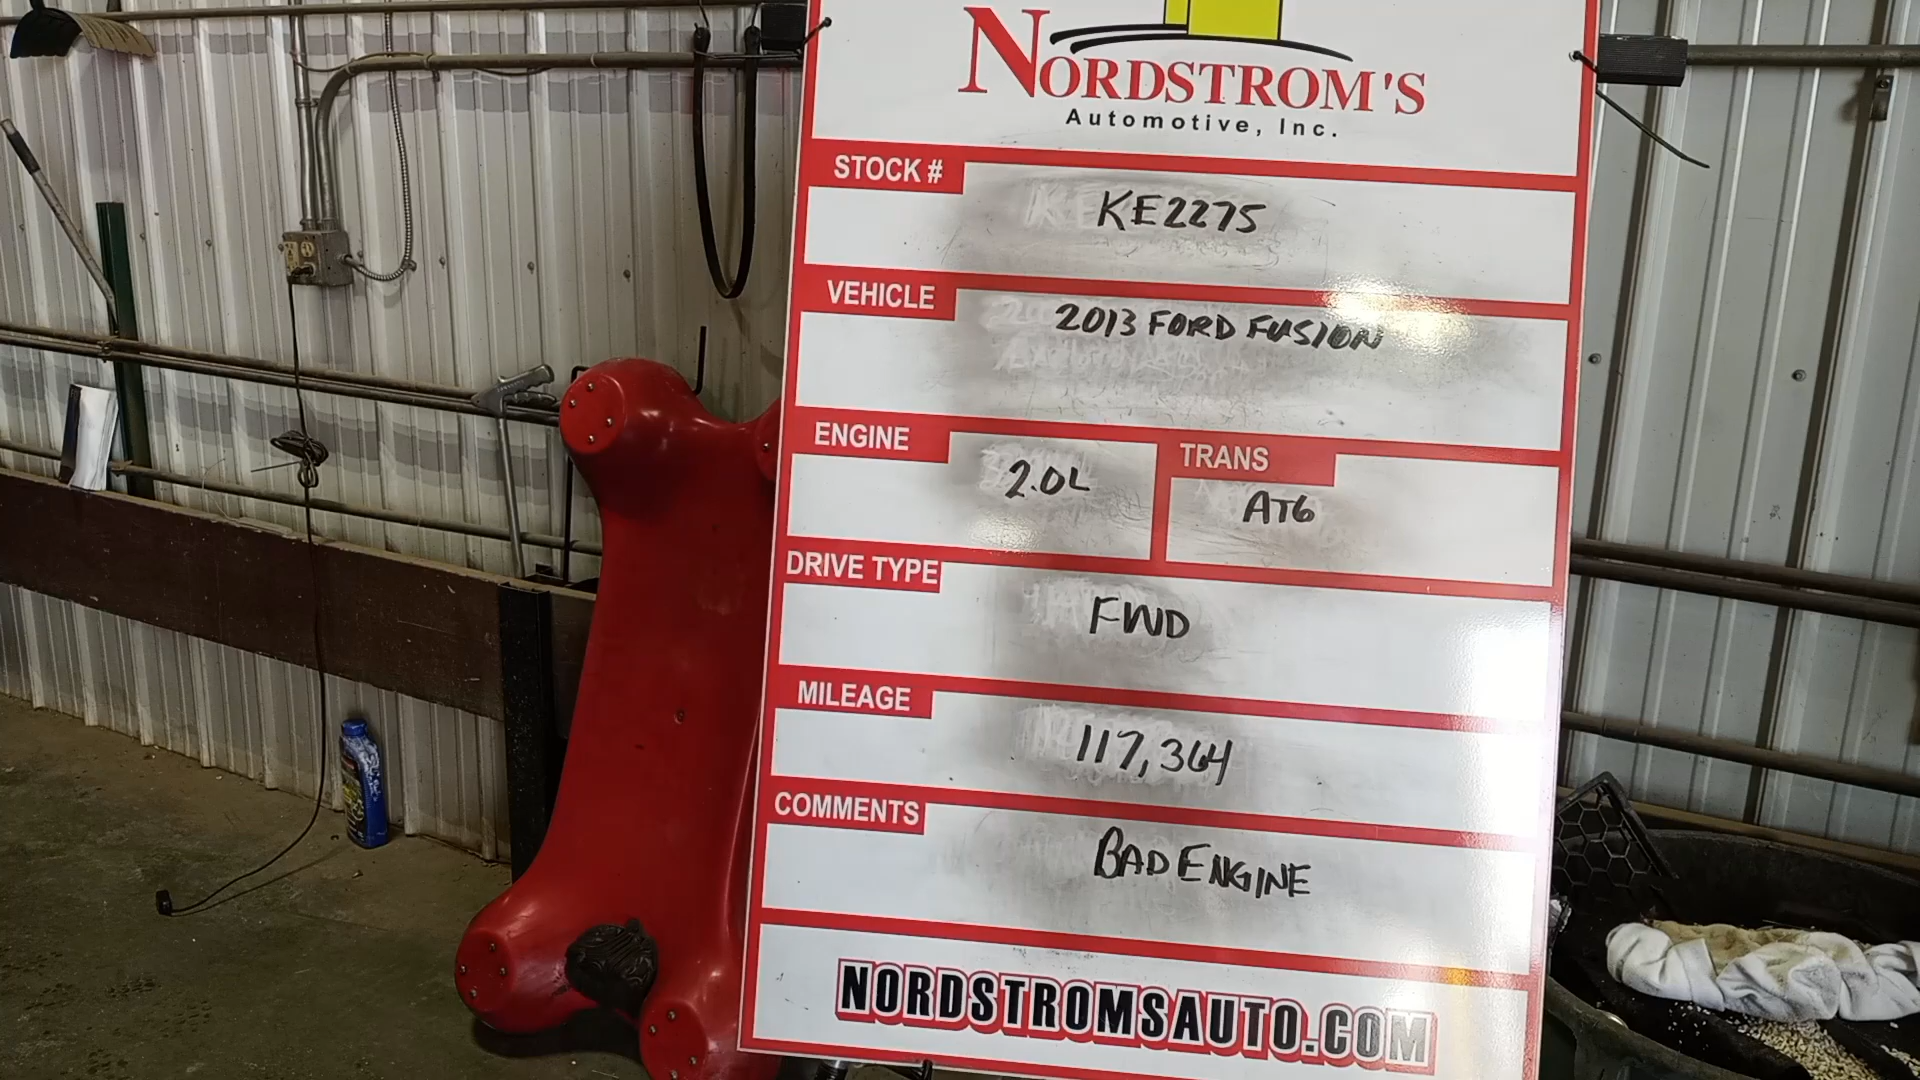 NORDSTROM'S
Automotive, Inc.
STOCK #
KE2275
VEHICLE
2013 FORD FUSION
ENGINE
2.0L
TRANS
AT6
DRIVE TYPE
FWD
MILEAGE
117,364
COMMENTS
BAD ENGINE
NORDSTROMSAUTO.COM